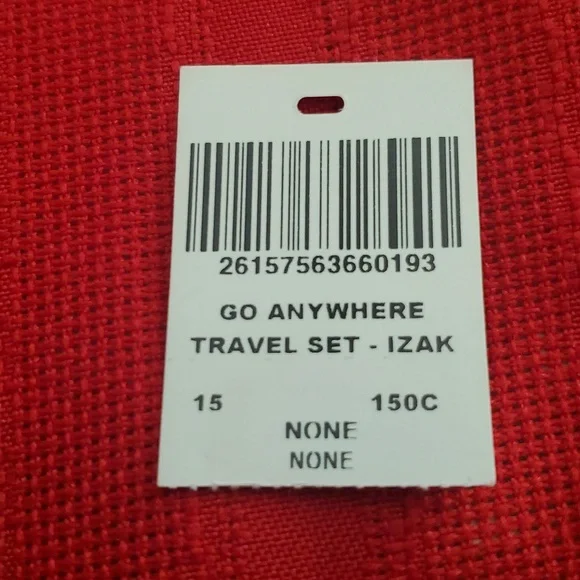 26157563660193
GO ANYWHERE
TRAVEL SET - IZAK
15 150C
NONE
NONE